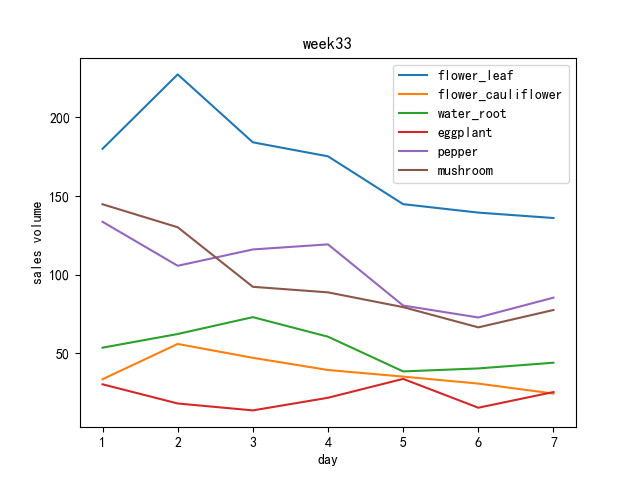 week33
flower_leaf
flower_cauliflower
water_root
eggplant
pepper
mushroom
200
150
100
50
sales volume
1 2 3 4 5 6 7
day